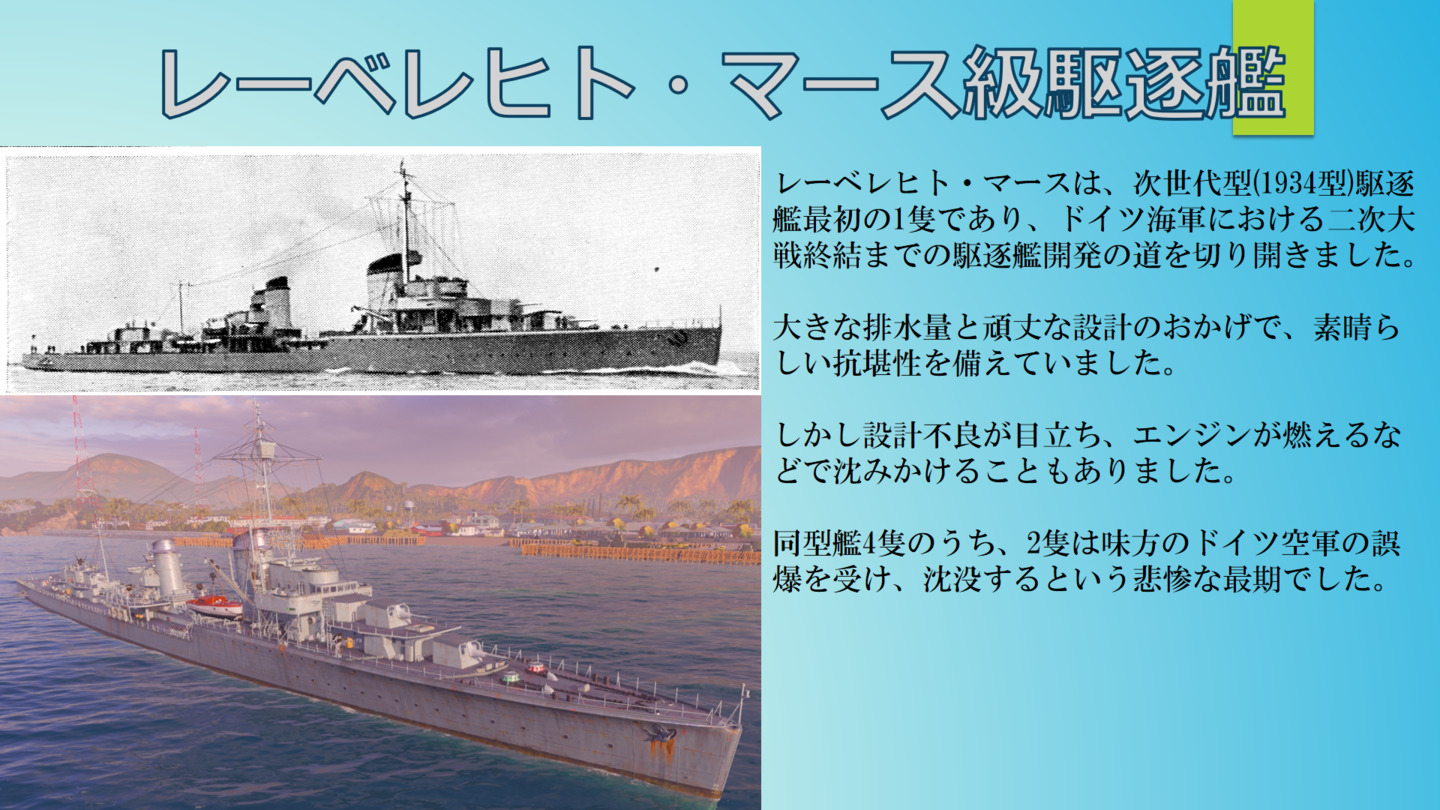 レーベレヒト・マース級駆逐艦
レーベレヒト・マースは、次世代型(1934型)駆逐
艦最初の1隻であり、ドイツ海軍における二次大
戦終結までの駆逐艦開発の道を切り開きました。
大きな排水量と頑丈な設計のおかげで、素晴ら
しい抗堪性を備えていました。
しかし設計不良が目立ち、エンジンが燃えるな
どで沈みかけることもありました。
同型艦4隻のうち、2隻は味方のドイツ空軍の誤
爆を受け、沈没するという悲惨な最期でした。